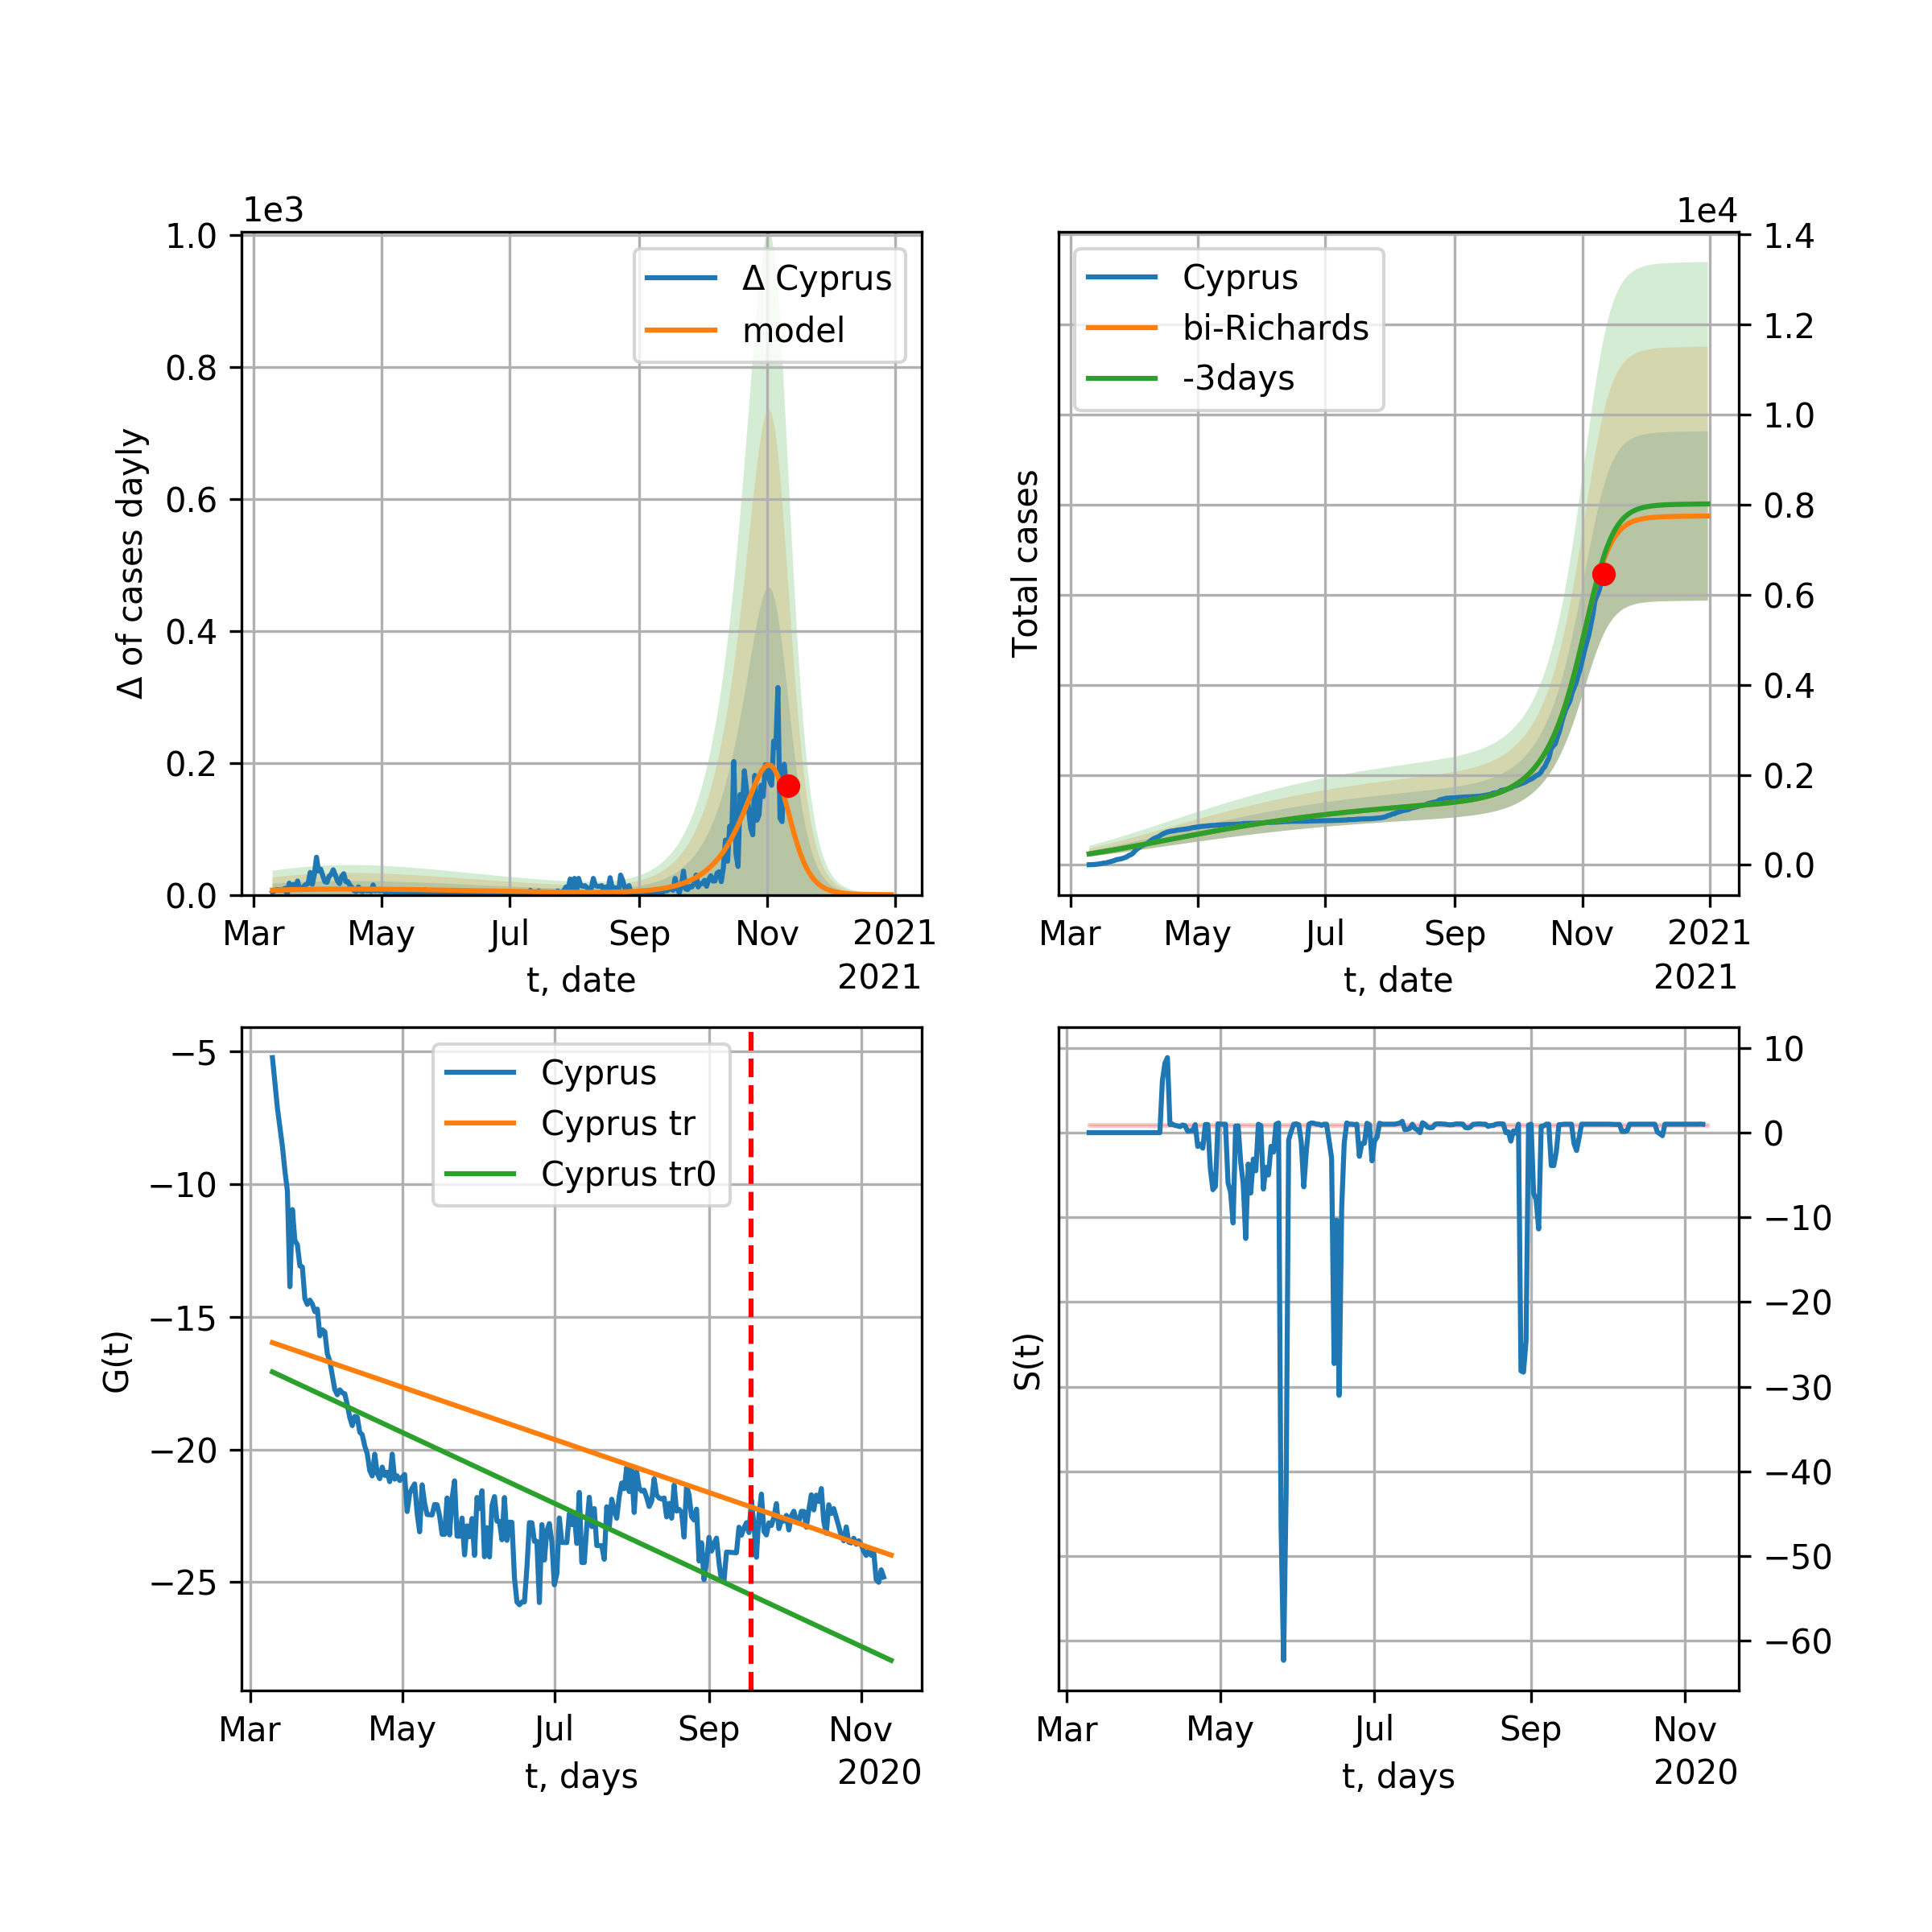 1e3
1.0
0.8
0.6
0.4
0.2
0.0
Δ of cases dayly
Δ Cyprus
model
Mar May Jul Sep Nov 2021
t, date 2021
1e4
1.4
1.2
1.0
0.8
0.6
0.4
0.2
0.0
Total cases
Cyprus
bi-Richards
-3days
Mar May Jul Sep Nov 2021
t, date 2021
−5
−10
−15
−20
−25
G(t)
Cyprus
Cyprus tr
Cyprus tr0
Mar May Jul Sep Nov
t, days 2020
10
0
−10
−20
−30
−40
−50
−60
S(t)
Mar May Jul Sep Nov
t, days 2020